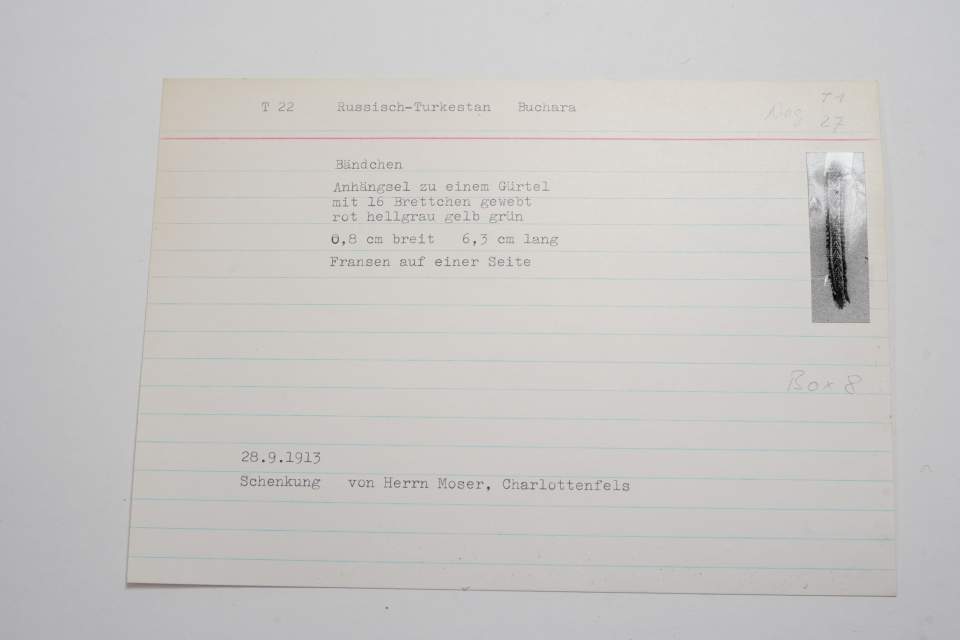 T 22 Russisch-Turkestan Buchara
Neg T1
27
Bändchen
Anhängsel zu einem Gürtel
mit 16 Brettchen gewebt
rot hellgrau gelb grün
0,8 cm breit 6,3 cm lang
Fransen auf einer Seite
Box 8
28.9.1913
Schenkung von Herrn Moser, Charlottenfels